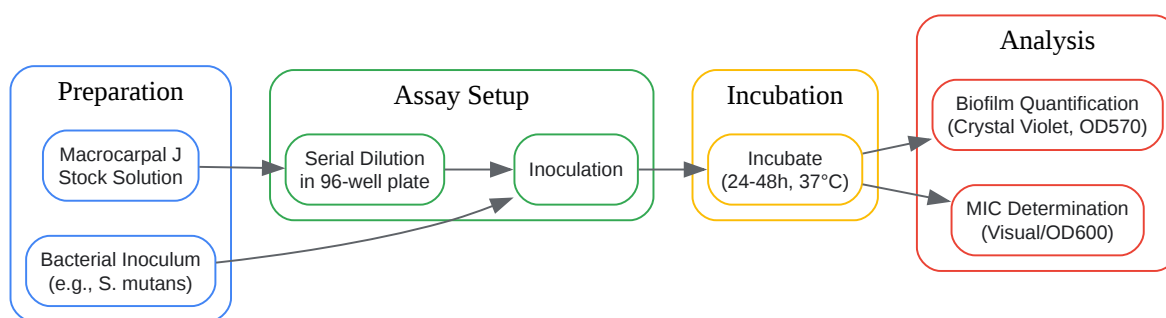 Preparation
Macrocarpal J
Stock Solution
Bacterial Inoculum
(e.g., S. mutans)
Assay Setup
Serial Dilution
in 96-well plate
Inoculation
Incubation
Incubate
(24-48h, 37°C)
Analysis
Biofilm Quantification
(Crystal Violet, OD570)
MIC Determination
(Visual/OD600)